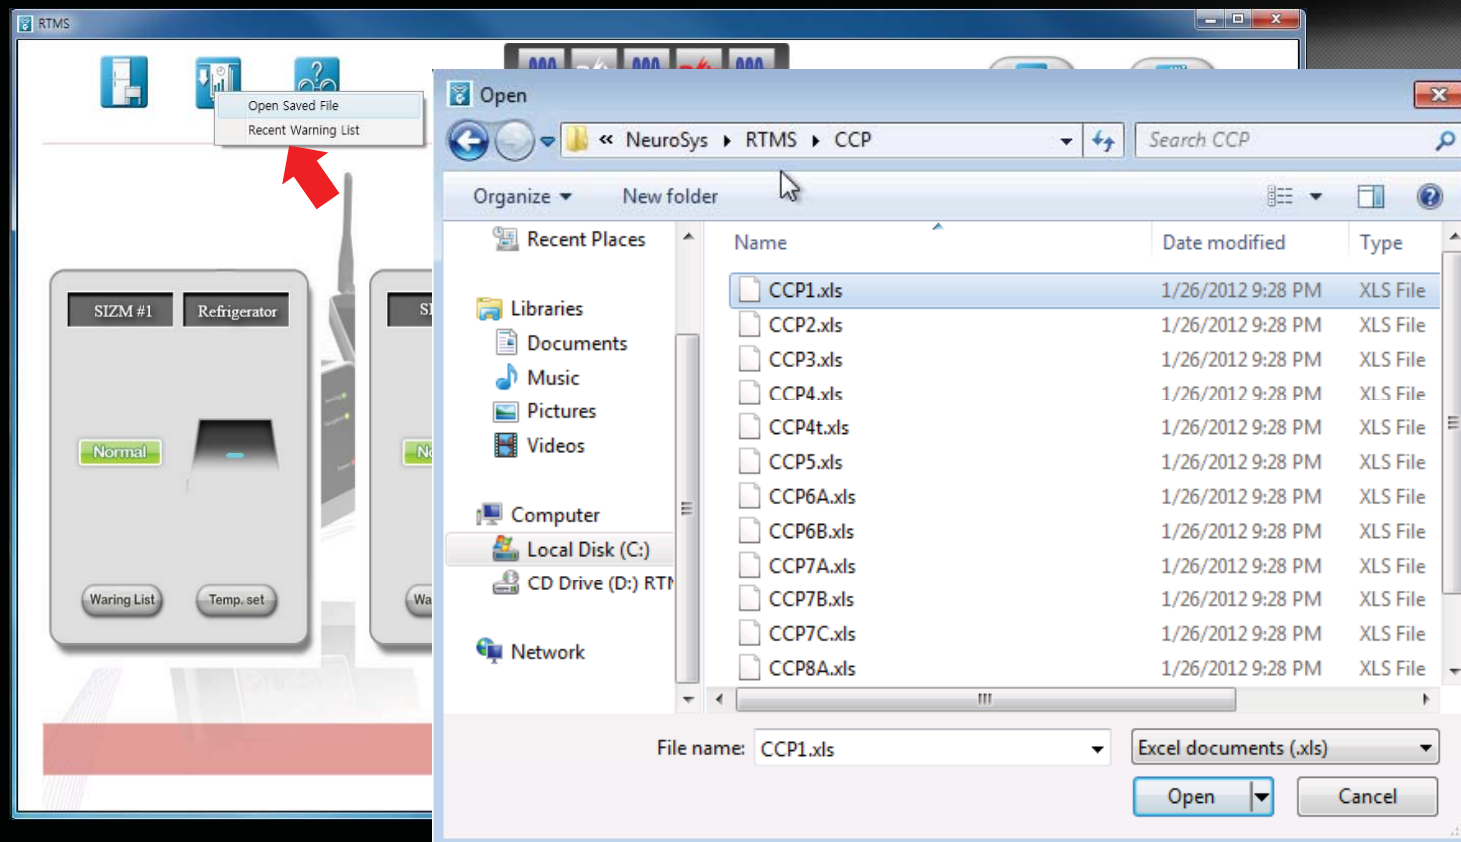 RTMS
Open Saved File
Recent Warning List
SIZM #1
Refrigerator
Normal
Waring List
Temp. set
Open
« NeuroSys ▸ RTMS ▸ CCP
Search CCP
Organize
New folder
Recent Places
Libraries
Documents
Music
Pictures
Videos
Computer
Local Disk (C:)
CD Drive (D:)
Network
Name Date modified Type
CCP1.xls 1/26/2012 9:28 PM XLS File
CCP2.xls 1/26/2012 9:28 PM XLS File
CCP3.xls 1/26/2012 9:28 PM XLS File
CCP4.xls 1/26/2012 9:28 PM XLS File
CCP4t.xls 1/26/2012 9:28 PM XLS File
CCP5.xls 1/26/2012 9:28 PM XLS File
CCP6A.xls 1/26/2012 9:28 PM XLS File
CCP6B.xls 1/26/2012 9:28 PM XLS File
CCP7A.xls 1/26/2012 9:28 PM XLS File
CCP7B.xls 1/26/2012 9:28 PM XLS File
CCP7C.xls 1/26/2012 9:28 PM XLS File
CCP8A.xls 1/26/2012 9:28 PM XLS File
File name: CCP1.xls
Excel documents (.xls)
Open
Cancel